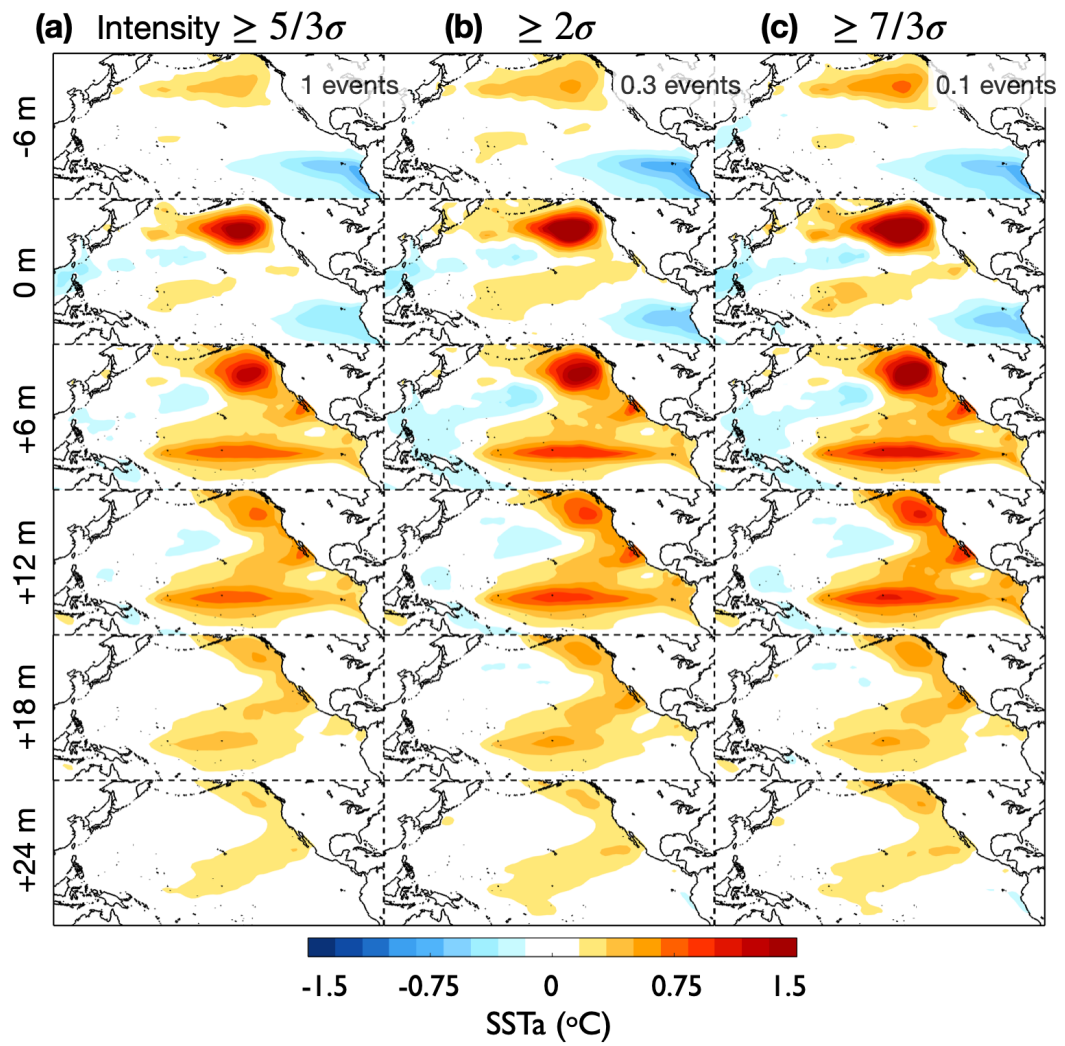 (a) Intensity ≥ 5/3σ (b) ≥ 2σ (c) ≥ 7/3σ
-6 m 1 events 0.3 events 0.1 events
0 m
+6 m
+12 m
+18 m
+24 m
-1.5 -0.75 0 0.75 1.5
SSTa (°C)